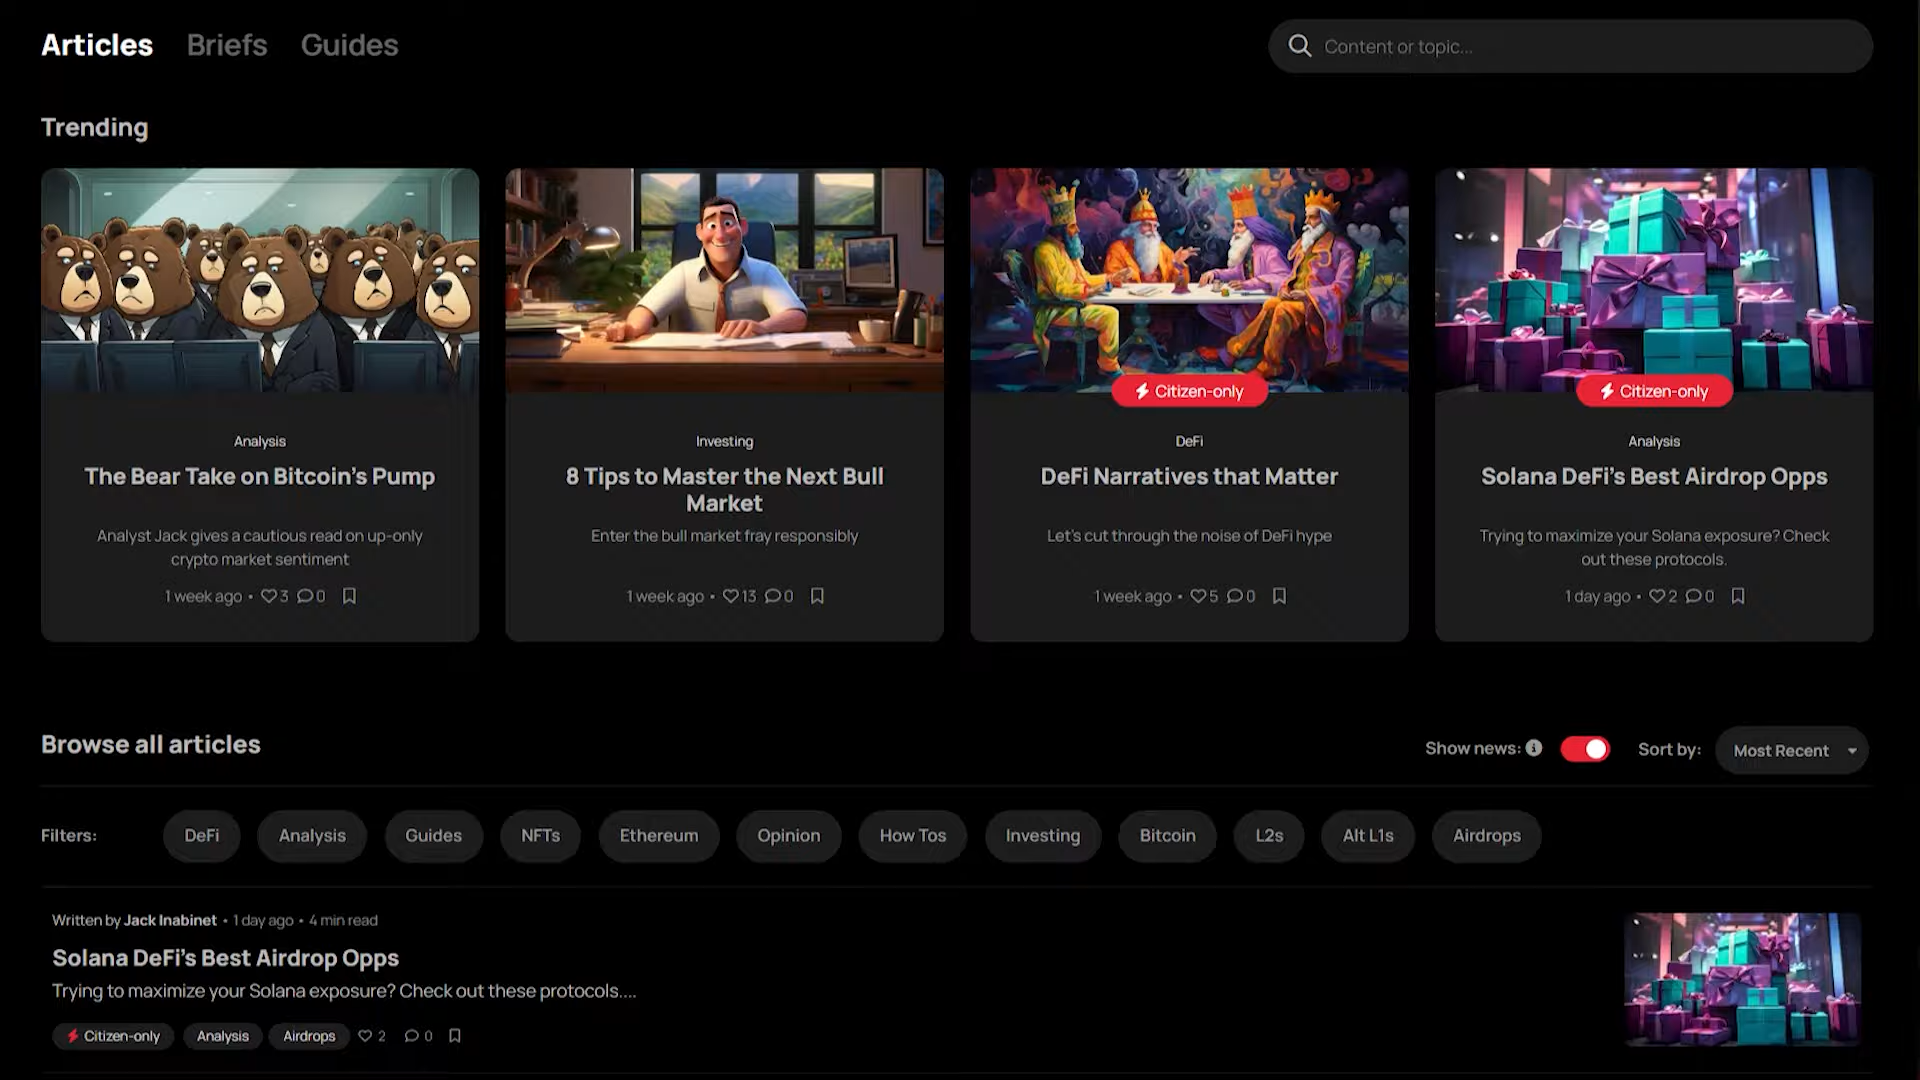 Articles Briefs Guides
Content or topic...
Trending
Citizen-only
Citizen-only
Analysis
The Bear Take on Bitcoin's Pump
Analyst Jack gives a cautious read on up-only
crypto market sentiment
1 week ago • 3 0
Investing
8 Tips to Master the Next Bull
Market
Enter the bull market fray responsibly
1 week ago • 13 0
DeFi
DeFi Narratives that Matter
Let's cut through the noise of DeFi hype
1 week ago • 5 0
Analysis
Solana DeFi's Best Airdrop Opps
Trying to maximize your Solana exposure? Check
out these protocols.
1 day ago • 2 0
Browse all articles
Show news: Sort by: Most Recent
Filters: DeFi Analysis Guides NFTs Ethereum Opinion How Tos Investing Bitcoin L2s Alt L1s Airdrops
Written by Jack Inabinet • 1 day ago • 4 min read
Solana DeFi's Best Airdrop Opps
Trying to maximize your Solana exposure? Check out these protocols....
Citizen-only Analysis Airdrops 2 0